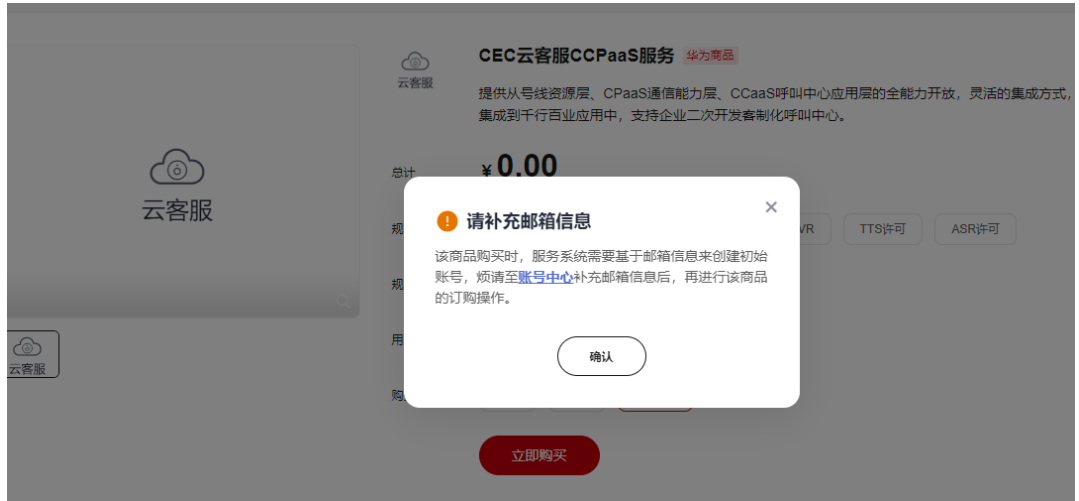 云客服
云客服
云客服
CEC云客服CCPaaS服务 华为商品
提供从号线资源层、CPaaS通信能力层、CCaaS呼叫中心应用层的全能力开放，灵活的集成方式，
集成到千行百业应用中，支持企业二次开发客制化呼叫中心。
总计 ¥0.00
规
VR TTS许可 ASR许可
规
用
购
请补充邮箱信息
该商品购买时，服务系统需要基于邮箱信息来创建初始
账号，烦请至账号中心补充邮箱信息后，再进行该商品
的订购操作。
确认
立即购买